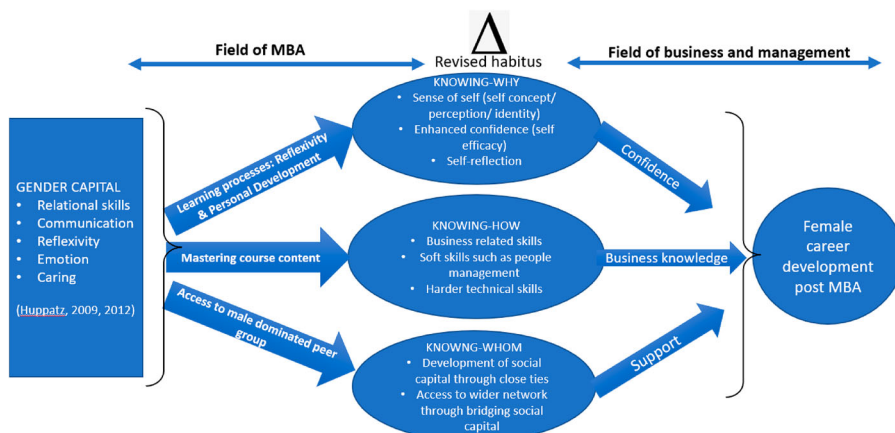 Field of MBA
Δ
Revised habitus
Field of business and management
GENDER CAPITAL
• Relational skills
• Communication
• Reflexivity
• Emotion
• Caring
(Huppatz, 2009, 2012)
Learning processes: Reflexivity
& Personal Development
Mastering course content
Access to male dominated peer
group
KNOWING-WHY
• Sense of self (self concept/
perception/ identity)
• Enhanced confidence (self
efficacy)
• Self-reflection
KNOWING-HOW
• Business related skills
• Soft skills such as people
management
• Harder technical skills
KNOWNG-WHOM
• Development of social
capital through close ties
• Access to wider network
through bridging social
capital
Confidence
Business knowledge
Support
Female
career
development
post MBA